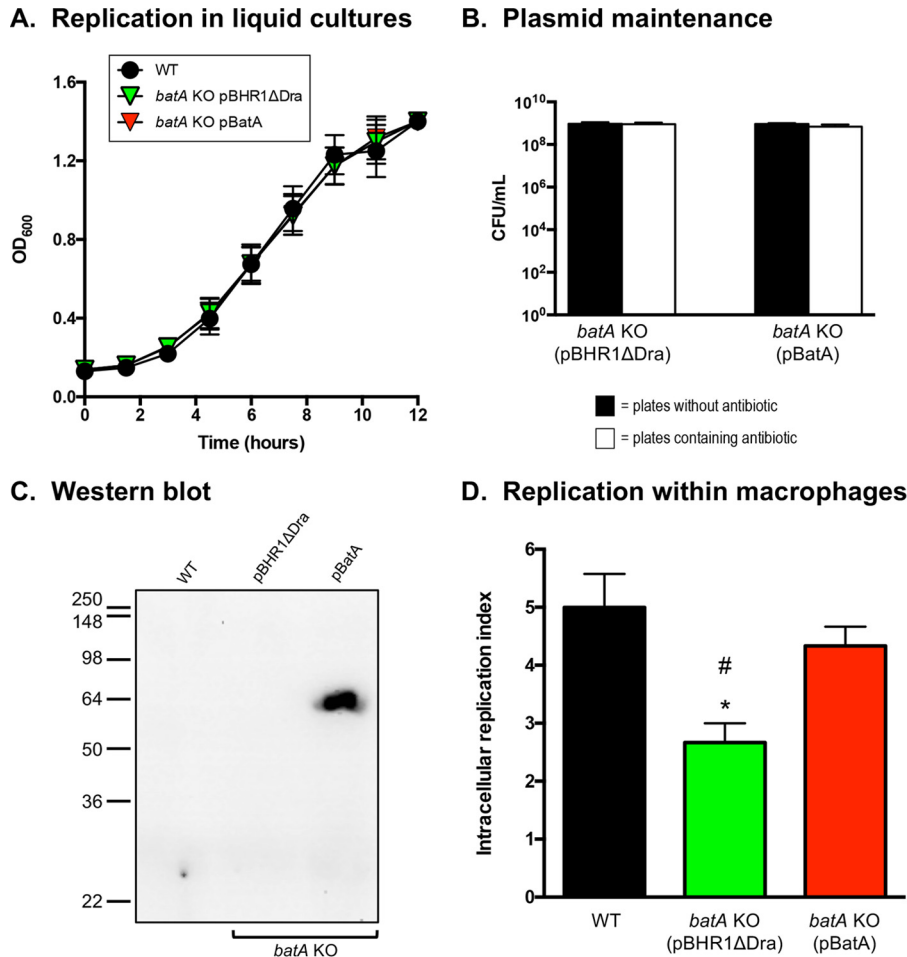 A. Replication in liquid cultures
WT
batA KO pBHR1ΔDra
batA KO pBatA
OD600
1.6
1.2
0.8
0.4
0.0
0 2 4 6 8 10 12
Time (hours)
B. Plasmid maintenance
CFU/mL
10^10
10^8
10^6
10^4
10^2
10^0
batA KO batA KO
(pBHR1ΔDra) (pBatA)
= plates without antibiotic
= plates containing antibiotic
C. Western blot
WT pBHR1ΔDra pBatA
250
148
98
64
50
36
22
batA KO
D. Replication within macrophages
Intracellular replication index
6
5
4
3
2
1
0
#
*
WT batA KO batA KO
(pBHR1ΔDra) (pBatA)